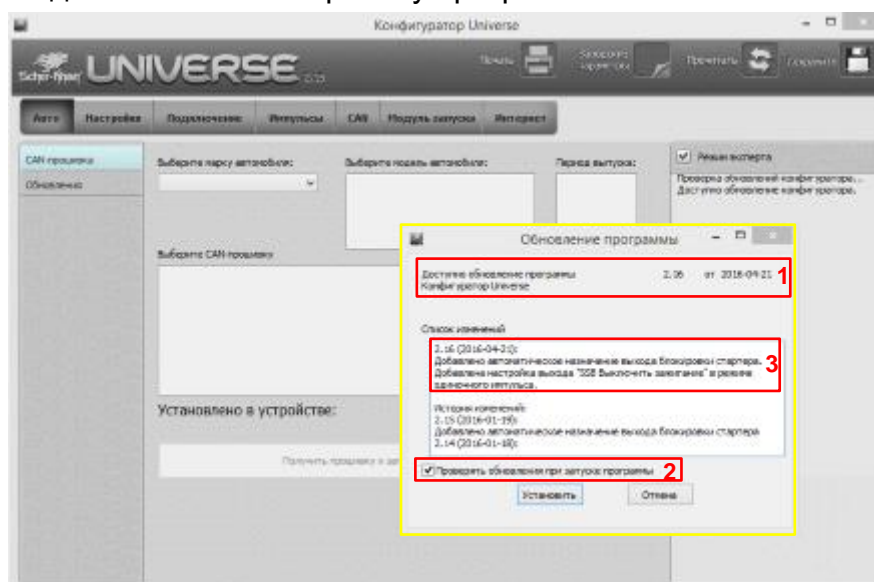 Конфигуратор Universe
Scher-Khan UNIVERSE
Печать
Прочитать
Сохранить
Авто Настройка Подключение Импульсы CAN Модуль запуска Интернет
CAN прошивка
Обновление
Выберите марку автомобиля:
Выберите модель автомобиля:
Период выпуска:
Режим эксперта
Проверка обновлений конфигуратора...
Доступно обновление конфигуратора.
Выберите CAN прошивку
Установлено в устройстве:
Получить прошивку и
Обновление программы
Доступно обновление программы 2.16 от 2016-04-21 1
Конфигуратор Universe
Список изменений
2.16 (2016-04-21):
Добавлено автоматическое назначение выхода блокировки стартера.
Добавлена настройка выхода "SSB Выключить зажигание" в режиме
одиночного импульса.
3
История изменений:
2.15 (2016-01-19):
Добавлено автоматическое назначение выхода блокировки стартера
2.14 (2016-01-18):
Проверять обновления при запуске программы 2
Установить Отмена